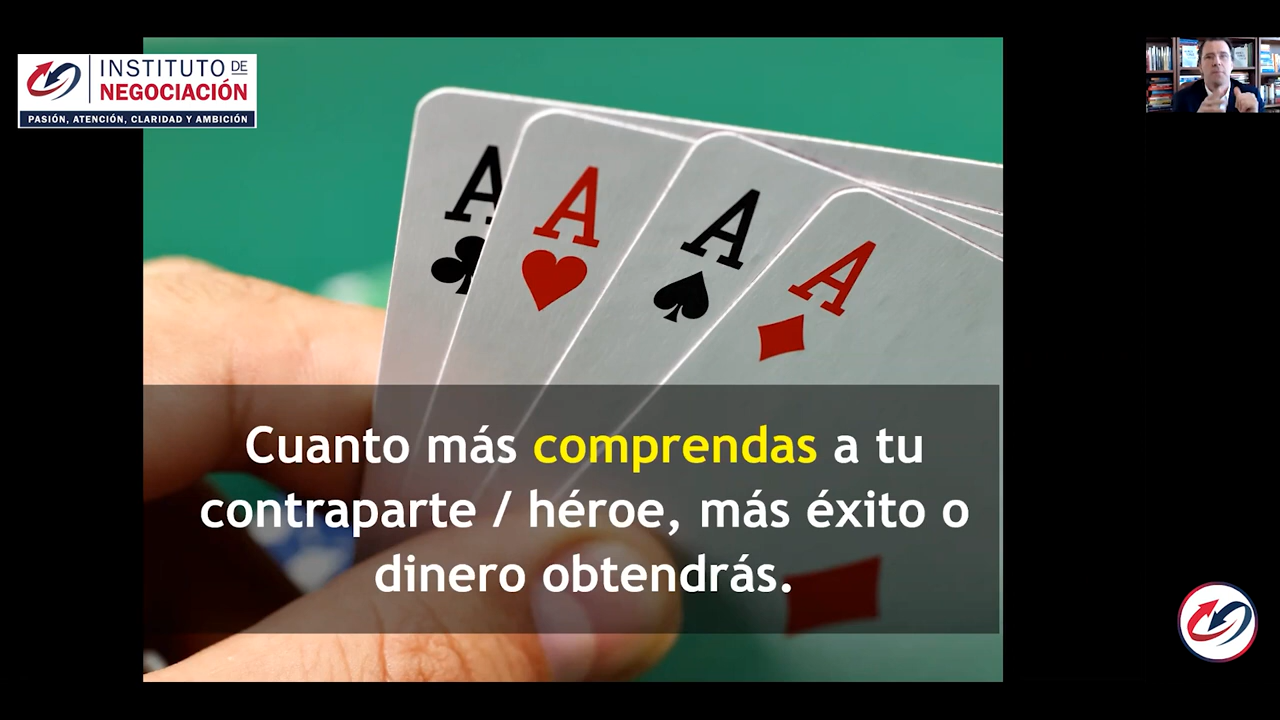 INSTITUTO DE
NEGOCIACIÓN
PASIÓN, ATENCIÓN, CLARIDAD Y AMBICIÓN
A
A
A
A
Cuanto más comprendas a tu
contraparte / héroe, más éxito o
dinero obtendrás.